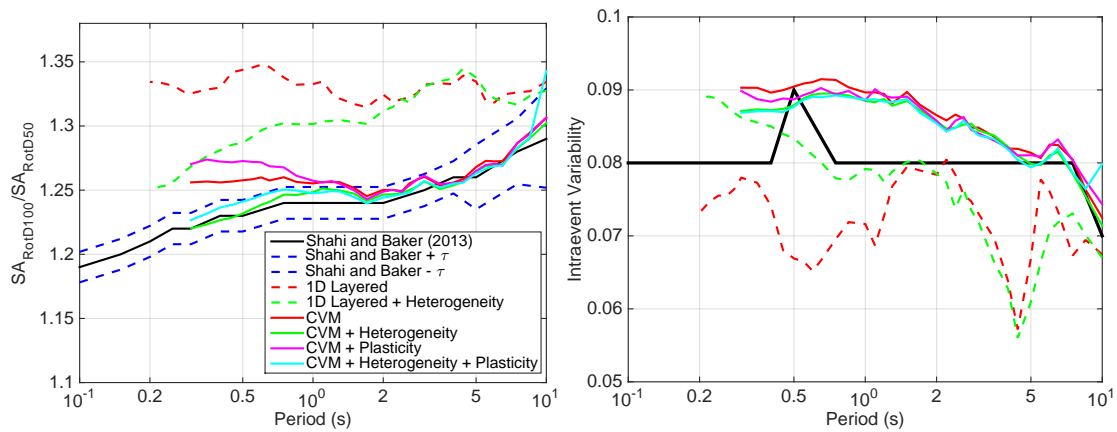 SA_RotD100/SA_RotD50
1.35
1.3
1.25
1.2
1.15
1.1
10^-1
0.2
0.5
10^0
2
5
10^1
Period (s)
Shahi and Baker (2013)
Shahi and Baker + τ
Shahi and Baker - τ
1D Layered
1D Layered + Heterogeneity
CVM
CVM + Heterogeneity
CVM + Plasticity
CVM + Heterogeneity + Plasticity
Intraevent Variability
0.1
0.09
0.08
0.07
0.06
0.05
10^-1
0.2
0.5
10^0
2
5
10^1
Period (s)